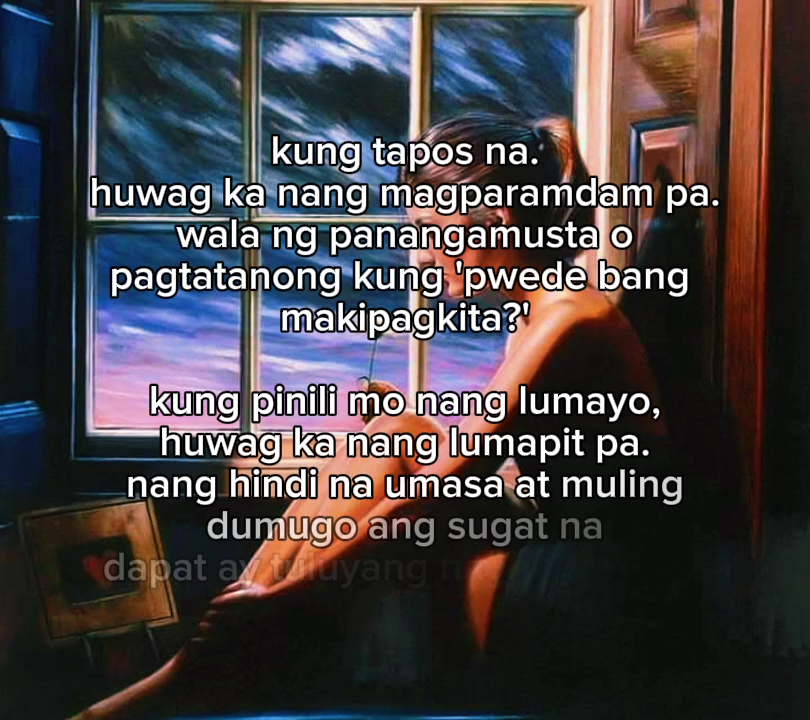 kung tapos na.
huwag ka nang magparamdam pa.
wala ng panangamusta o
pagtatanong kung 'pwede bang
makipagkita?'
kung pinili mo nang lumayo,
huwag ka nang lumapit pa.
nang hindi na umasa at muling
dumugo ang sugat na
dapat ay tuluyang